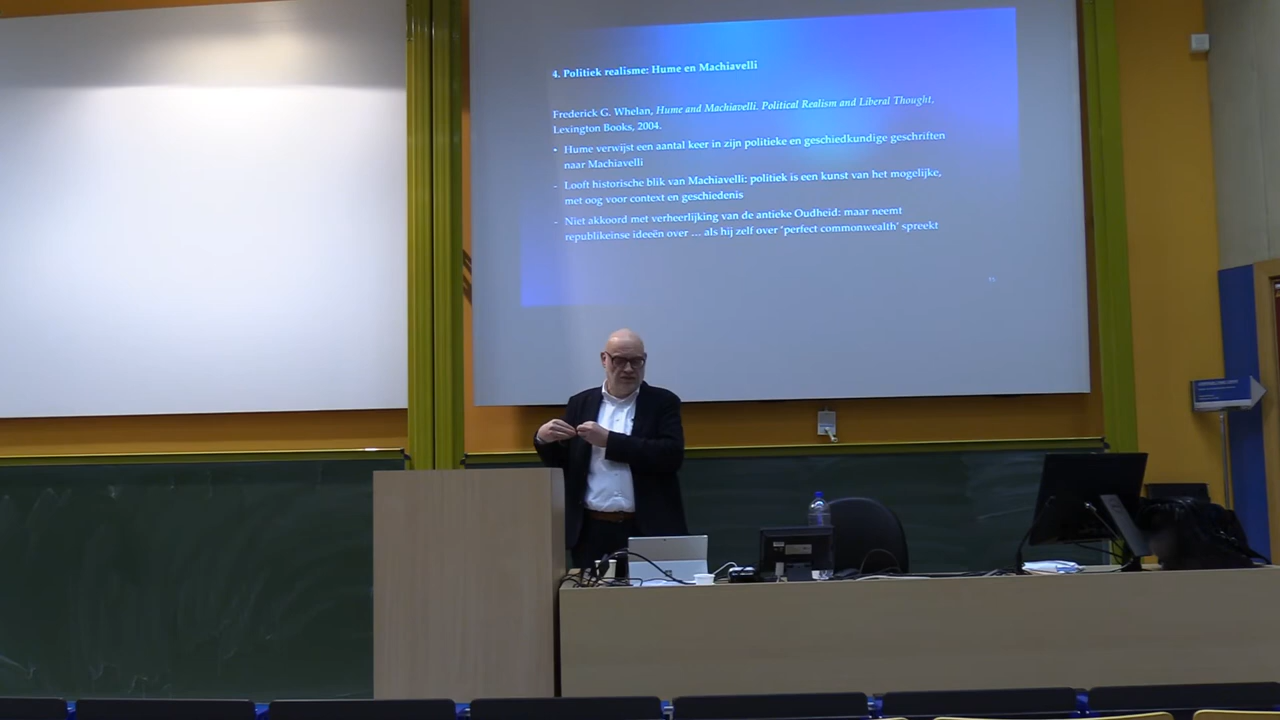 4. Politiek realisme: Hume en Machiavelli
Frederick G. Whelan, Hume and Machiavelli. Political Realism and Liberal Thought,
Lexington Books, 2004.
• Hume verwijst een aantal keer in zijn politieke en geschiedkundige geschriften
naar Machiavelli
- Looft historische blik van Machiavelli: politiek is een kunst van het mogelijke,
met oog voor context en geschiedenis
- Niet akkoord met verheerlijking van de antieke Oudheid: maar neemt
republikeinse ideeën over ... als hij zelf over 'perfect commonwealth' spreekt